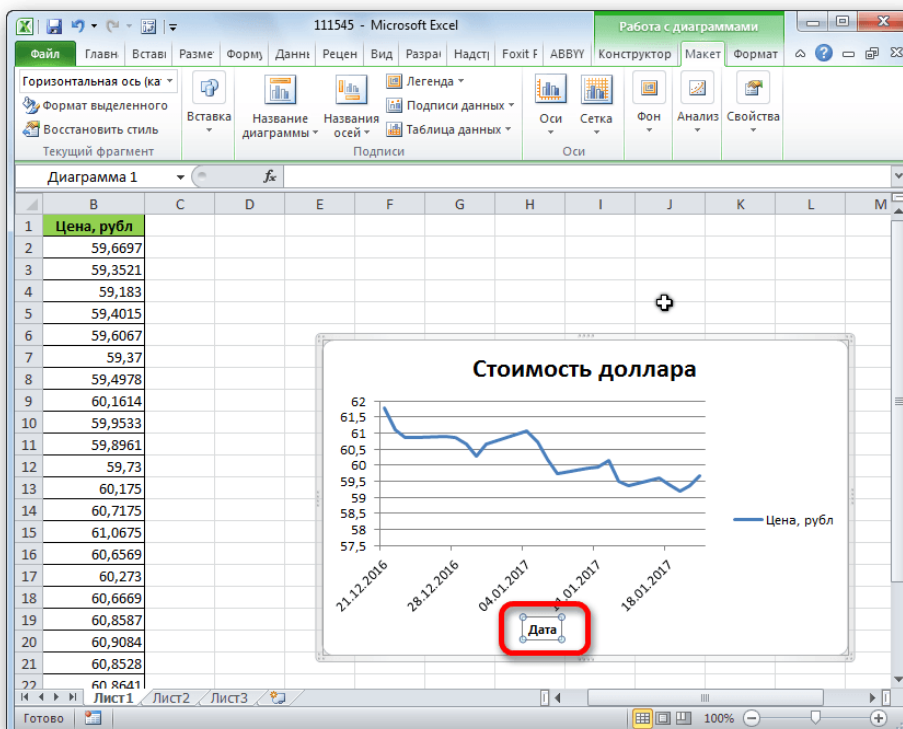 111545 - Microsoft Excel
Работа с диаграммами
Файл Главн Встави Разме Форму Данны Рецен Вид Разраб Надстр Foxit F ABBYY Конструктор Макет Формат
Горизонтальная ось (ка
Формат выделенного
Восстановить стиль
Текущий фрагмент
Вставка
Название диаграммы
Названия осей
Легенда
Подписи данных
Таблица данных
Подписи
Оси
Сетка
Оси
Фон
Анализ
Свойства
Диаграмма 1
fx
B C D E F G H I J K L M
1 Цена, рубл
2 59,6697
3 59,3521
4 59,183
5 59,4015
6 59,6067
7 59,37
8 59,4978
9 60,1614
10 59,9533
11 59,8961
12 59,73
13 60,175
14 60,7175
15 61,0675
16 60,6569
17 60,273
18 60,6669
19 60,8587
20 60,9084
21 60,8528
22 60,8641
Стоимость доллара
62
61,5
61
60,5
60
59,5
59
58,5
58
57,5
21.12.2016
28.12.2016
04.01.2017
11.01.2017
18.01.2017
Цена, рубл
Дата
Лист1 Лист2 Лист3
Готово
100%